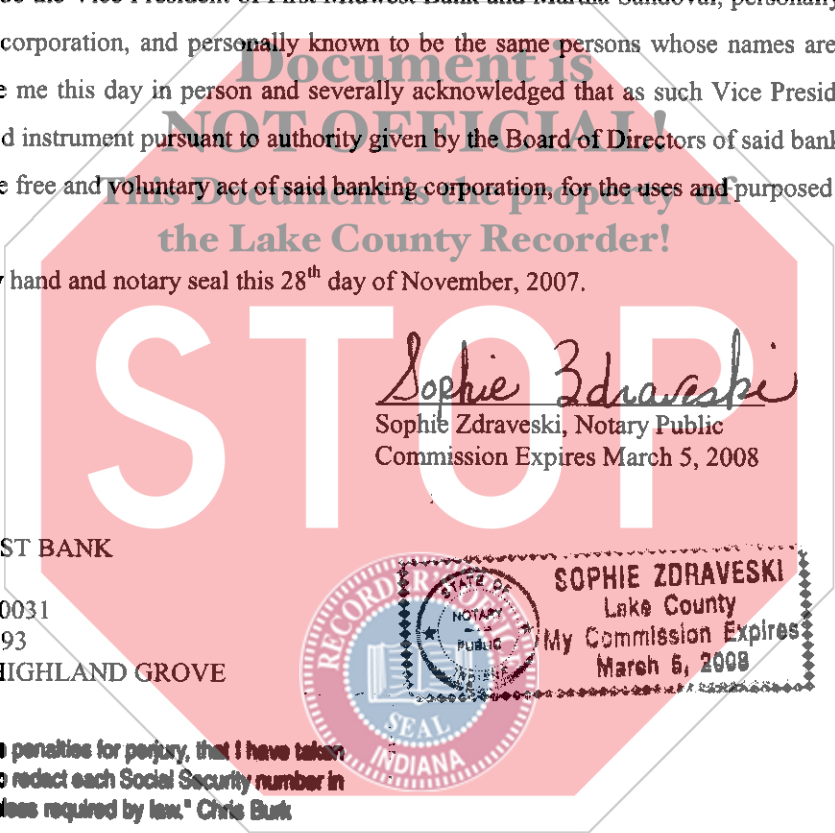 be the Vice President of First Midwest Bank and Martha Sandoval, personally
corporation, and personally known to be the same persons whose names are
e me this day in person and severally acknowledged that as such Vice Presid
d instrument pursuant to authority given by the Board of Directors of said bank
e free and voluntary act of said banking corporation, for the uses and purposed
Document is
NOT OFFICIAL!
This Document is the property of
the Lake County Recorder!
hand and notary seal this 28th day of November, 2007.
STOP
Sophie Zdraveski
Sophie Zdraveski, Notary Public
Commission Expires March 5, 2008
ST BANK
0031
93
HIGHLAND GROVE
RECORDER'S OFFICE
SEAL
INDIANA
STATE OF
NOTARY
PUBLIC
INDIANA
SOPHIE ZDRAVESKI
Lake County
My Commission Expires
March 5, 2008
penalties for perjury, that I have taken
o redact each Social Security number in
less required by law." Chris Burk